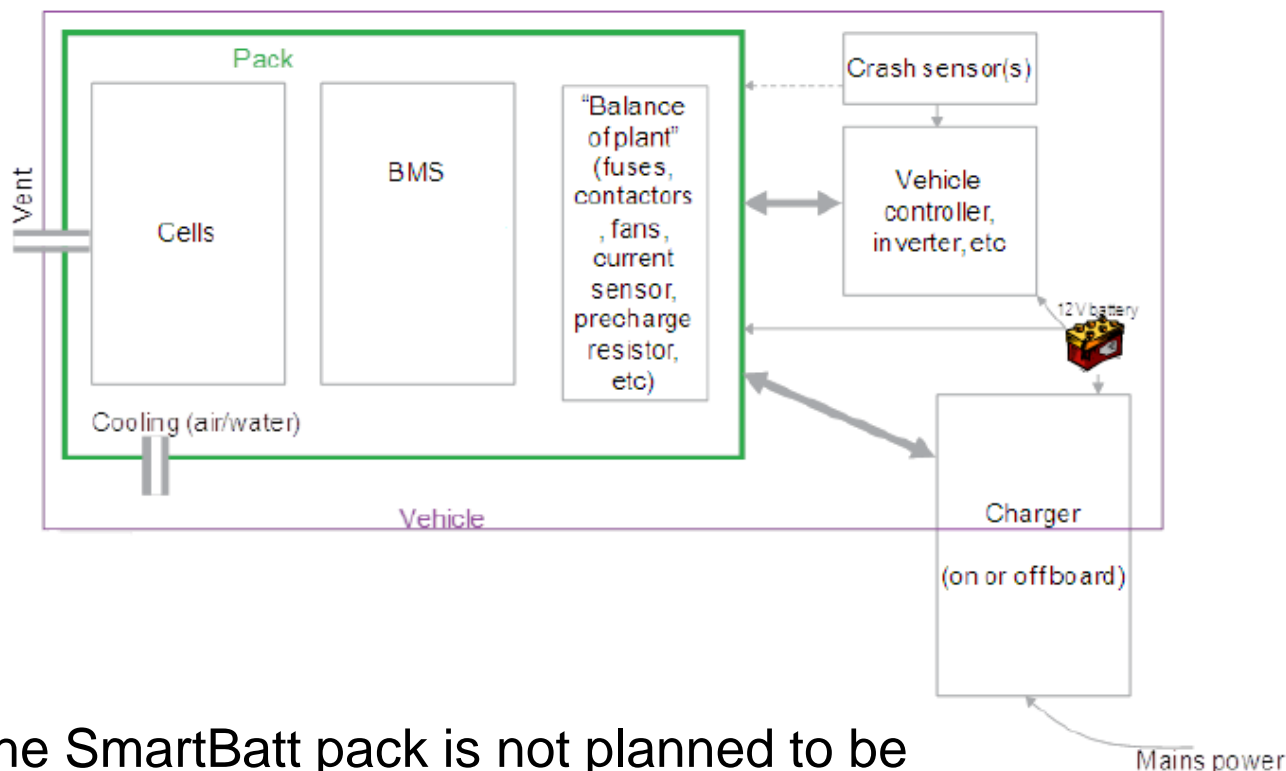 Pack
Crash sensor(s)
"Balance
of plant"
(fuses,
contactors
, fans,
current
sensor,
precharge
resistor,
etc)
BMS
Vehicle
controller,
inverter, etc
Vent
Cells
12V battery
Cooling (air/water)
Vehicle
Charger
(on or offboard)
Mains power
he SmartBatt pack is not planned to be